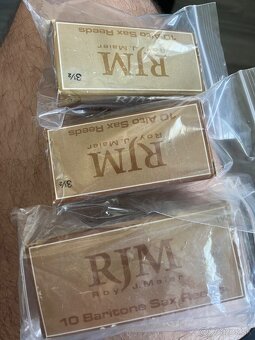 10 Alto Sax Reeds
Roy J. Maier
RJM
3½
RJM
10 Alto Sax Reeds
Roy J. Maier
RJM
3½
RJM
Roy J. Maier
10 Baritone Sax Reeds